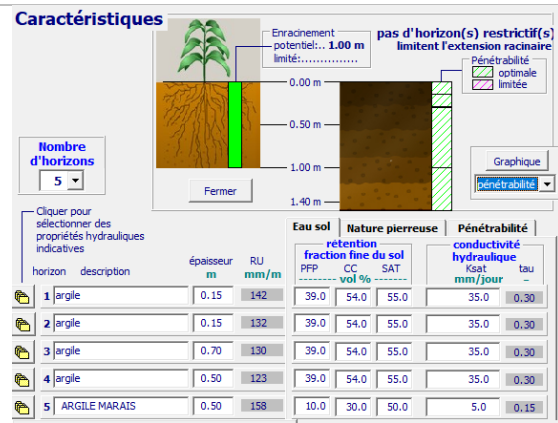 Caractéristiques
Enracinement
potentiel:.. 1.00 m
limité:...............
pas d'horizon(s) restrictif(s)
limitent l'extension racinaire
Pénétrabilité
optimale
limitée
0.00 m
0.50 m
1.00 m
1.40 m
Nombre
d'horizons
5
Fermer
Graphique
pénétrabilité
Cliquer pour
sélectionner des
propriétés hydrauliques
indicatives
Eau sol Nature pierreuse Pénétrabilité
rétention
fraction fine du sol
conductivité
hydraulique
horizon description épaisseur RU PFP CC SAT Ksat tau
m mm/m -------- vol % ------- mm/jour –
1 argile 0.15 142 39.0 54.0 55.0 35.0 0.30
2 argile 0.15 132 39.0 54.0 55.0 35.0 0.30
3 argile 0.70 130 39.0 54.0 55.0 35.0 0.30
4 argile 0.50 123 39.0 54.0 55.0 35.0 0.30
5 ARGILE MARAIS 0.50 158 10.0 30.0 50.0 5.0 0.15